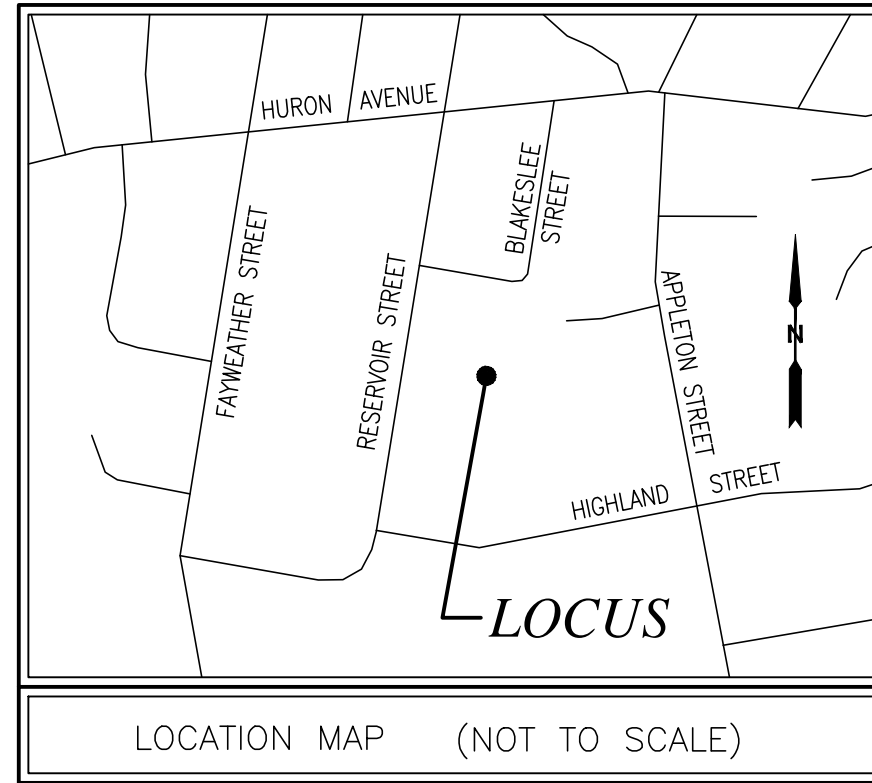 HURON AVENUE
BLAKESLEE
STREET
FAYWEATHER STREET
RESERVOIR STREET
APPLETON STREET
N
HIGHLAND STREET
LOCUS
LOCATION MAP (NOT TO SCALE)